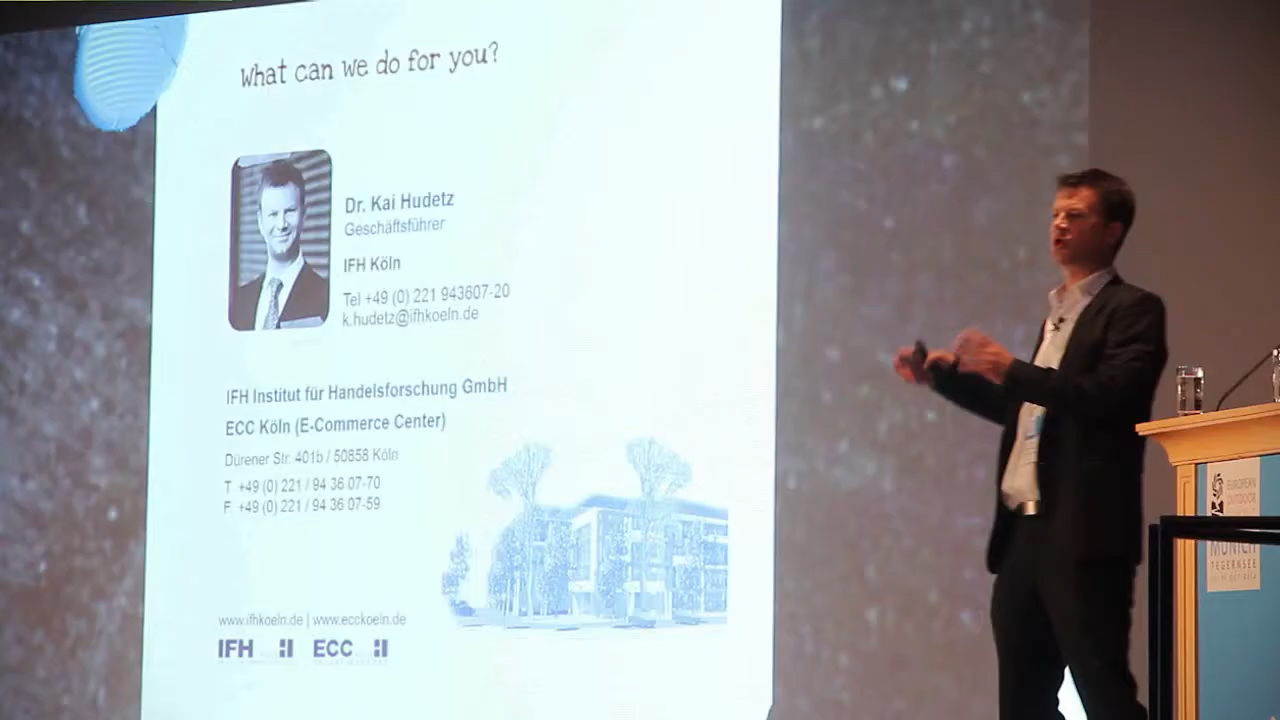 What can we do for you?
Dr. Kai Hudetz
Geschäftsführer
IFH Köln
Tel +49 (0) 221 943607-20
k.hudetz@ifhkoeln.de
IFH Institut für Handelsforschung GmbH
ECC Köln (E-Commerce Center)
Dürener Str. 401b / 50858 Köln
T +49 (0) 221 / 94 36 07-70
F +49 (0) 221 / 94 36 07-59
www.ifhkoeln.de | www.ecckoeln.de
IFH
ECC
EUROPEAN
OUTDOOR
MUNICH
TEGERNSEE